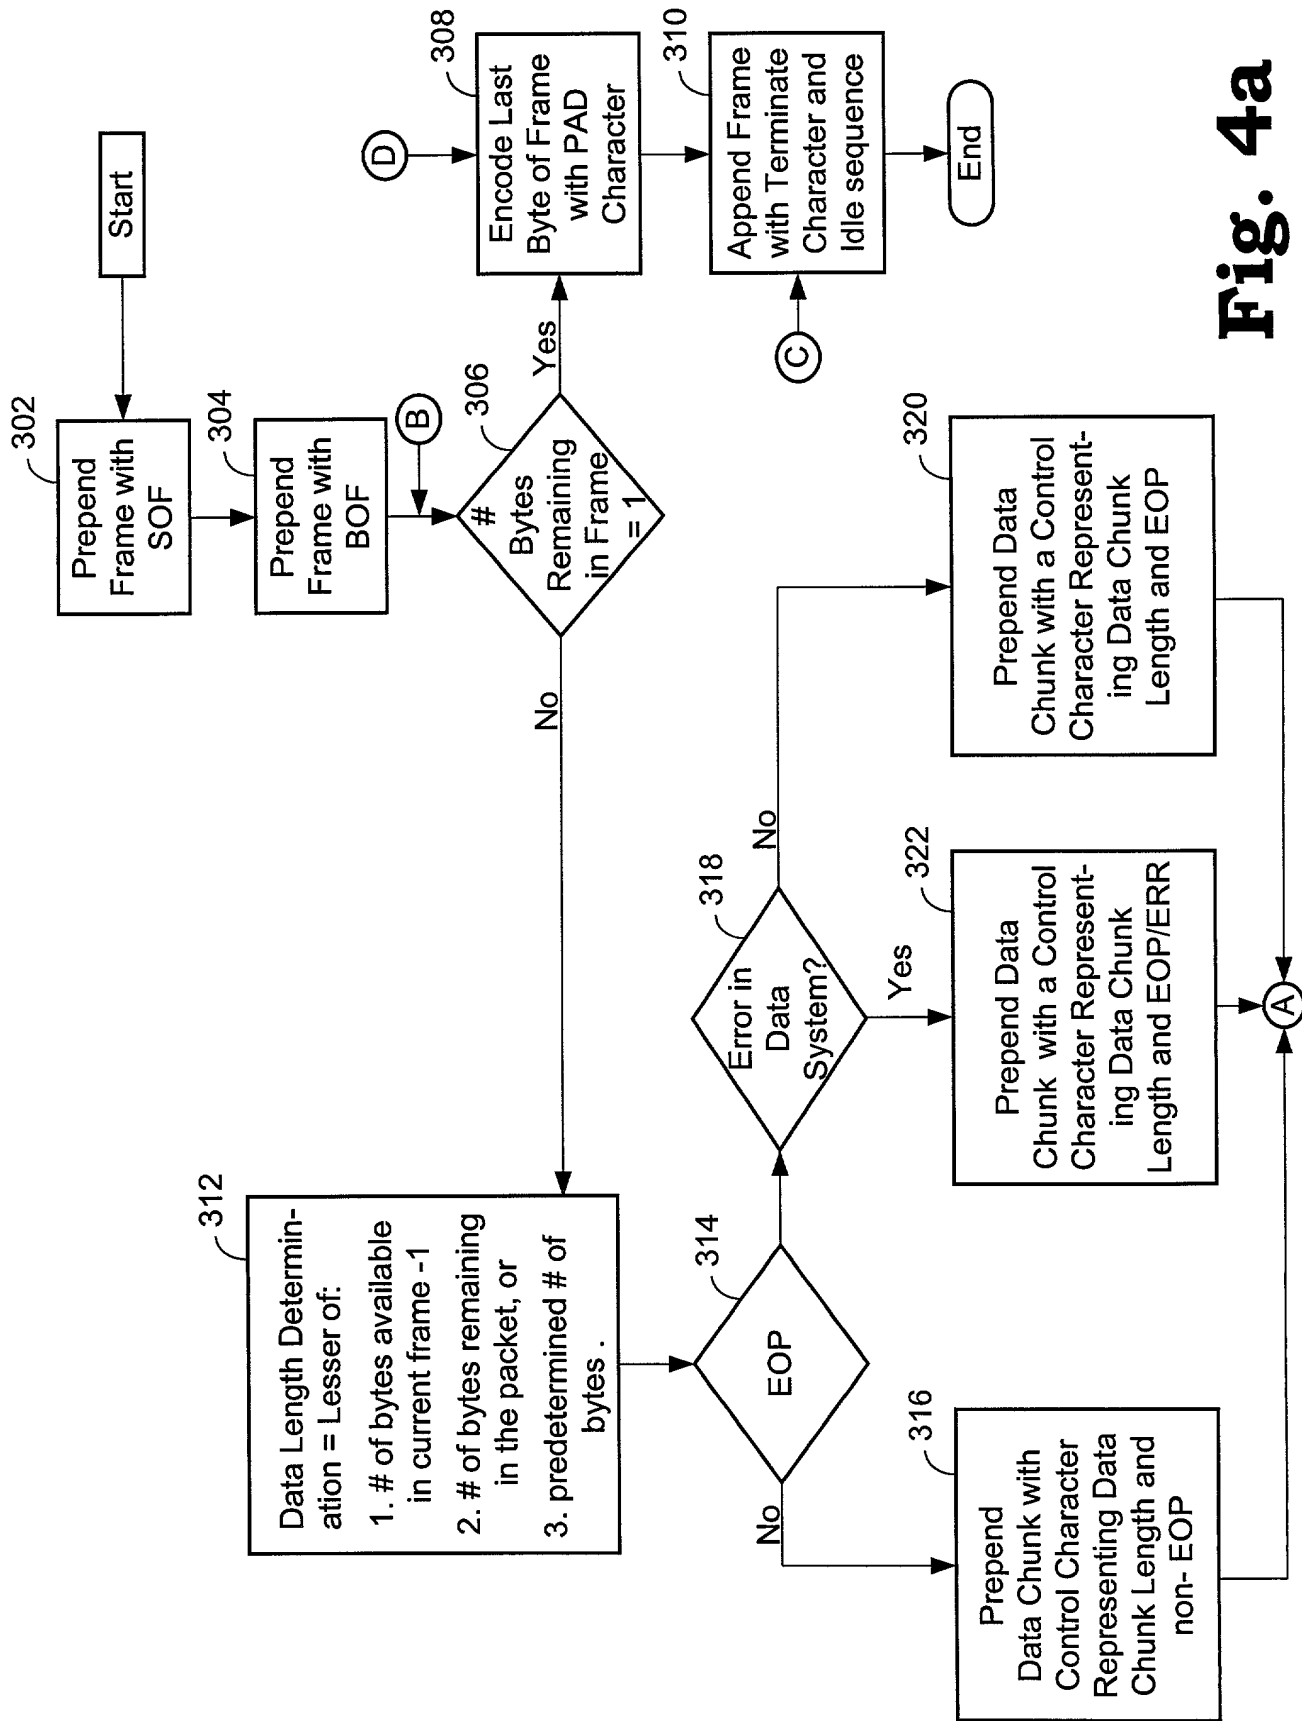 Start
302
Prepend
Frame with
SOF
304
Prepend
Frame with
BOF
B
306
#
Bytes
Remaining
in Frame
= 1
Yes
No
D
308
Encode Last
Byte of Frame
with PAD
Character
310
Append Frame
with Terminate
Character and
Idle sequence
C
End
312
Data Length Determin-
ation = Lesser of:
1. # of bytes available
in current frame -1
2. # of bytes remaining
in the packet, or
3. predetermined # of
bytes .
314
EOP
No
316
Prepend
Data Chunk with
Control Character
Representing Data
Chunk Length and
non- EOP
318
Error in
Data
System?
Yes
No
322
Prepend Data
Chunk with a Control
Character Represent-
ing Data Chunk
Length and EOP/ERR
320
Prepend Data
Chunk with a Control
Character Represent-
ing Data Chunk
Length and EOP
A
Fig. 4a